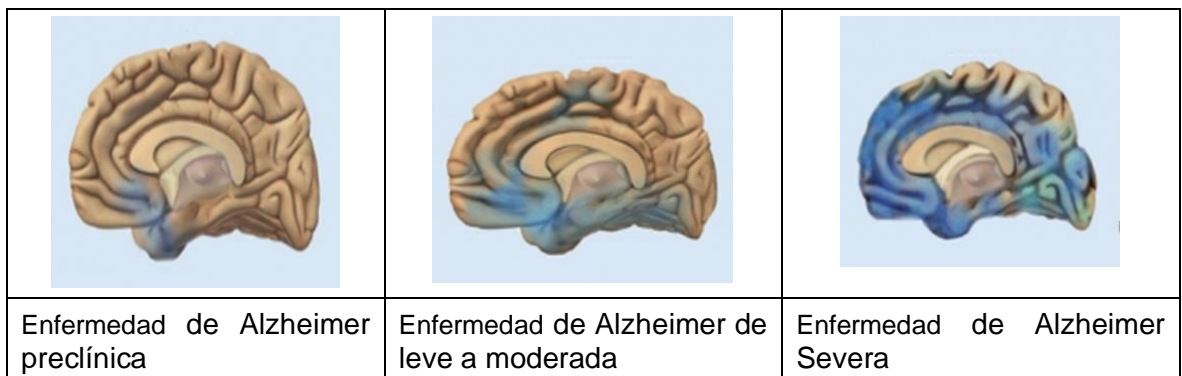 Enfermedad de Alzheimer
preclínica
Enfermedad de Alzheimer de
leve a moderada
Enfermedad de Alzheimer
Severa